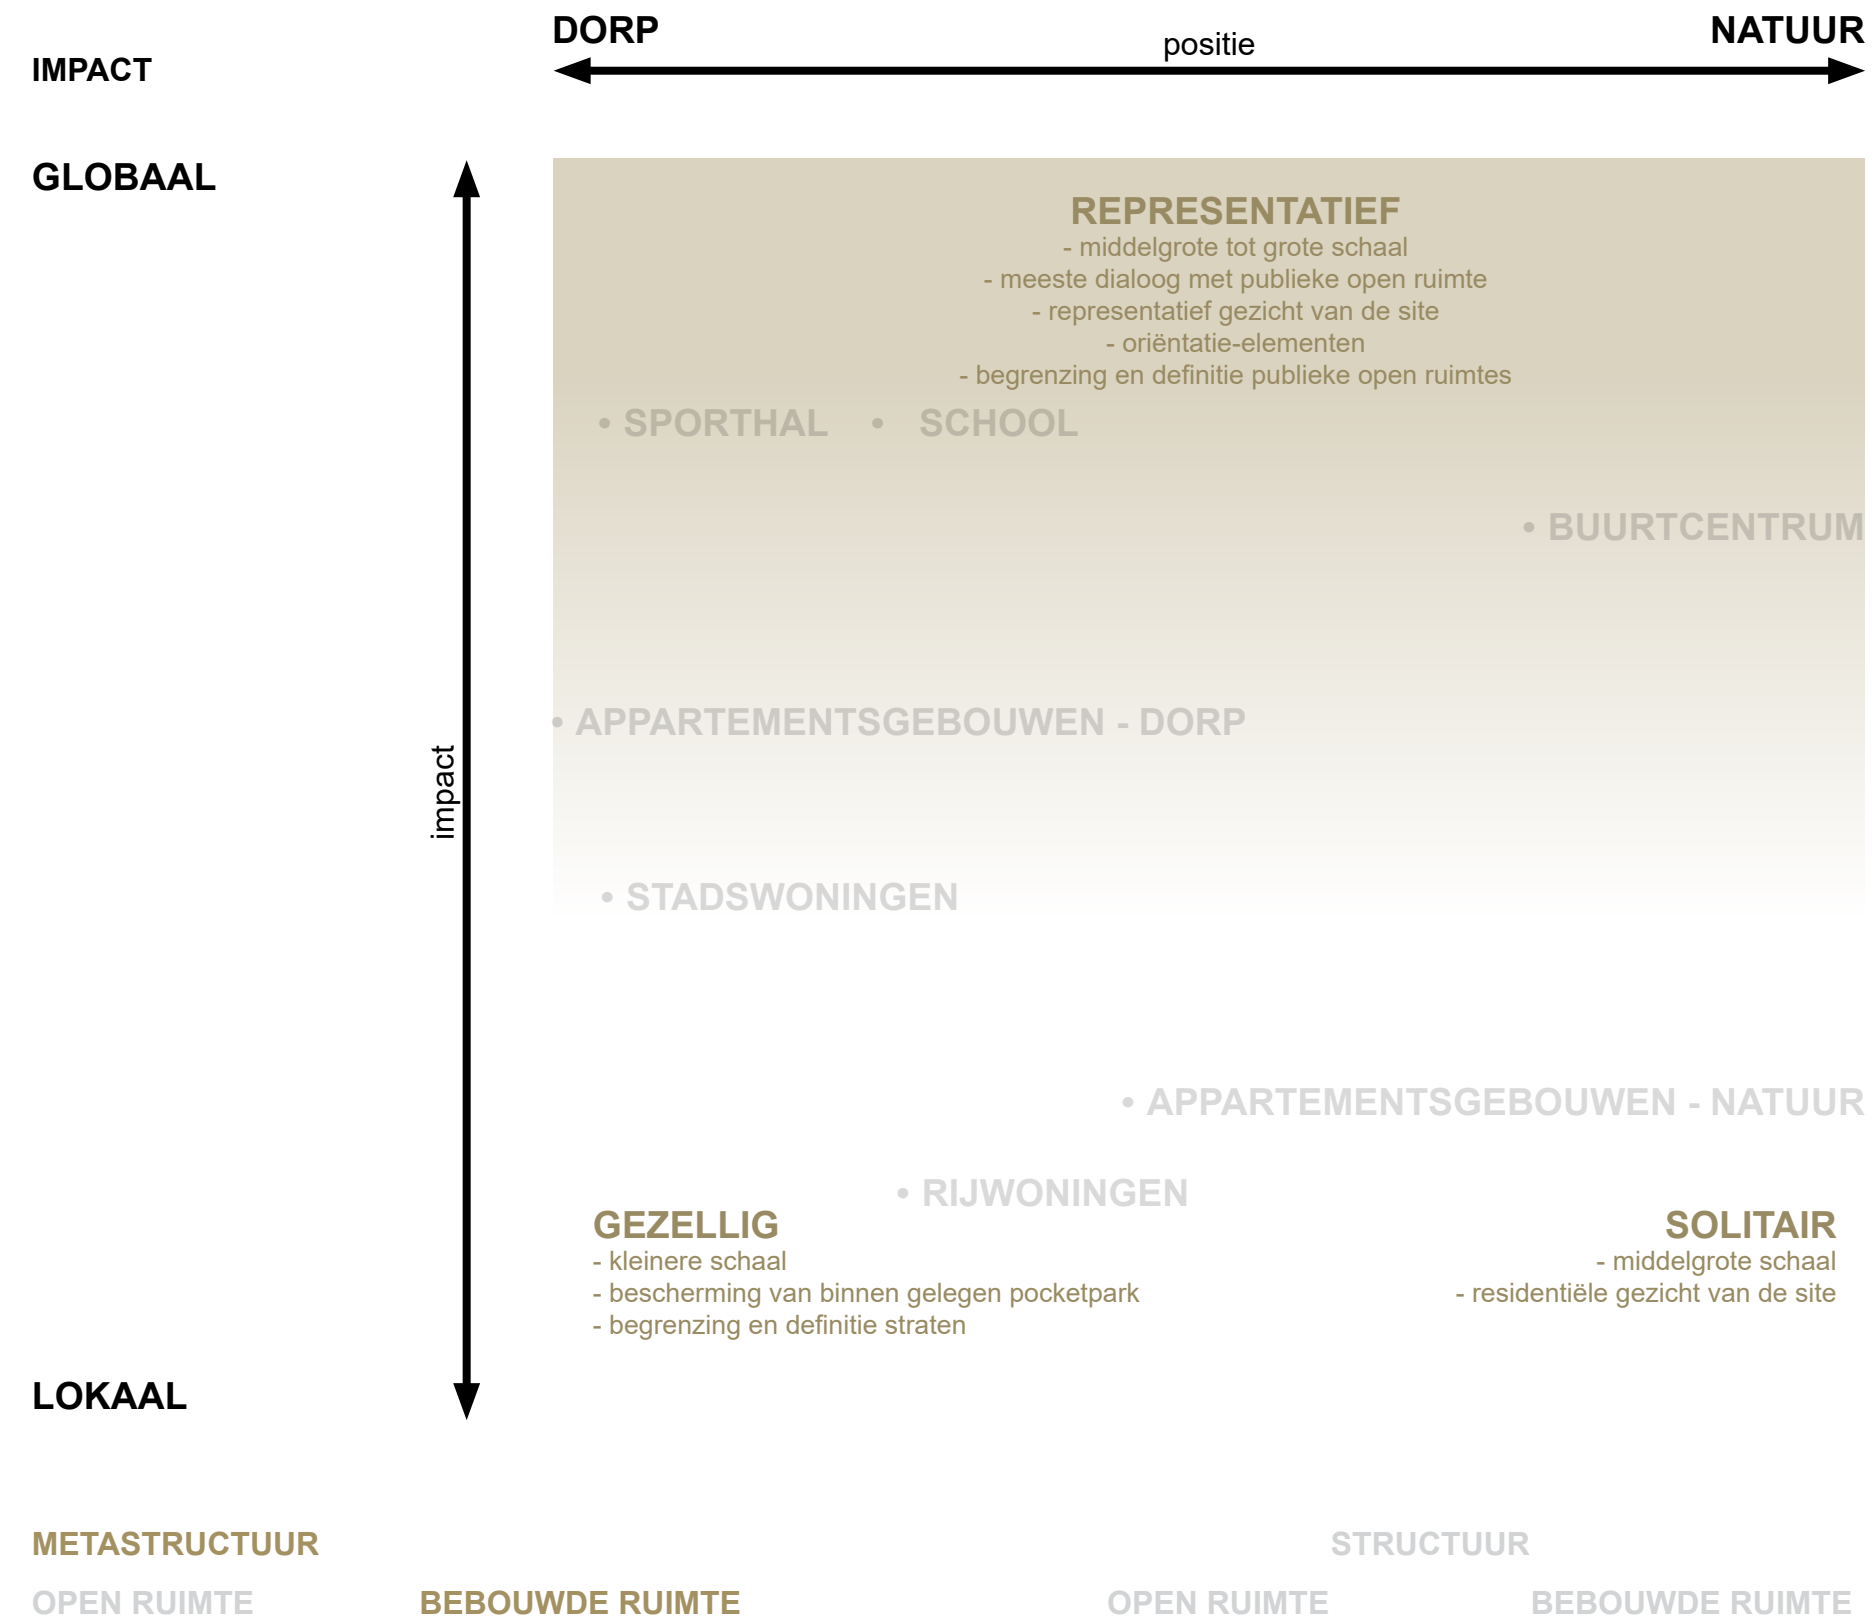 DORP
positie
NATUUR
IMPACT
GLOBAAL
REPRESENTATIEF
- middelgrote tot grote schaal
- meeste dialoog met publieke open ruimte
- representatief gezicht van de site
- oriëntatie-elementen
- begrenzing en definitie publieke open ruimtes
• SPORTHAL • SCHOOL
• BUURTCENTRUM
• APPARTEMENTSGEBOUWEN - DORP
impact
• STADSWONINGEN
• APPARTEMENTSGEBOUWEN - NATUUR
• RIJWONINGEN
GEZELLIG
- kleinere schaal
- bescherming van binnen gelegen pocketpark
- begrenzing en definitie straten
SOLITAIR
- middelgrote schaal
- residentiële gezicht van de site
LOKAAL
METASTRUCTUUR
STRUCTUUR
OPEN RUIMTE
BEBOUWDE RUIMTE
OPEN RUIMTE
BEBOUWDE RUIMTE